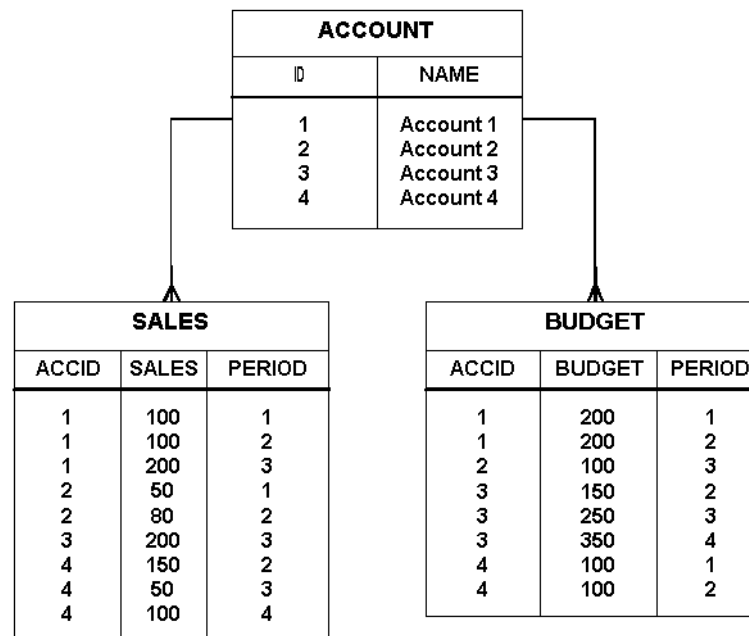 ACCOUNT
ID NAME
1 Account 1
2 Account 2
3 Account 3
4 Account 4
SALES
ACCID SALES PERIOD
1 100 1
1 100 2
1 200 3
2 50 1
2 80 2
3 200 3
4 150 2
4 50 3
4 100 4
BUDGET
ACCID BUDGET PERIOD
1 200 1
1 200 2
2 100 3
3 150 2
3 250 3
3 350 4
4 100 1
4 100 2